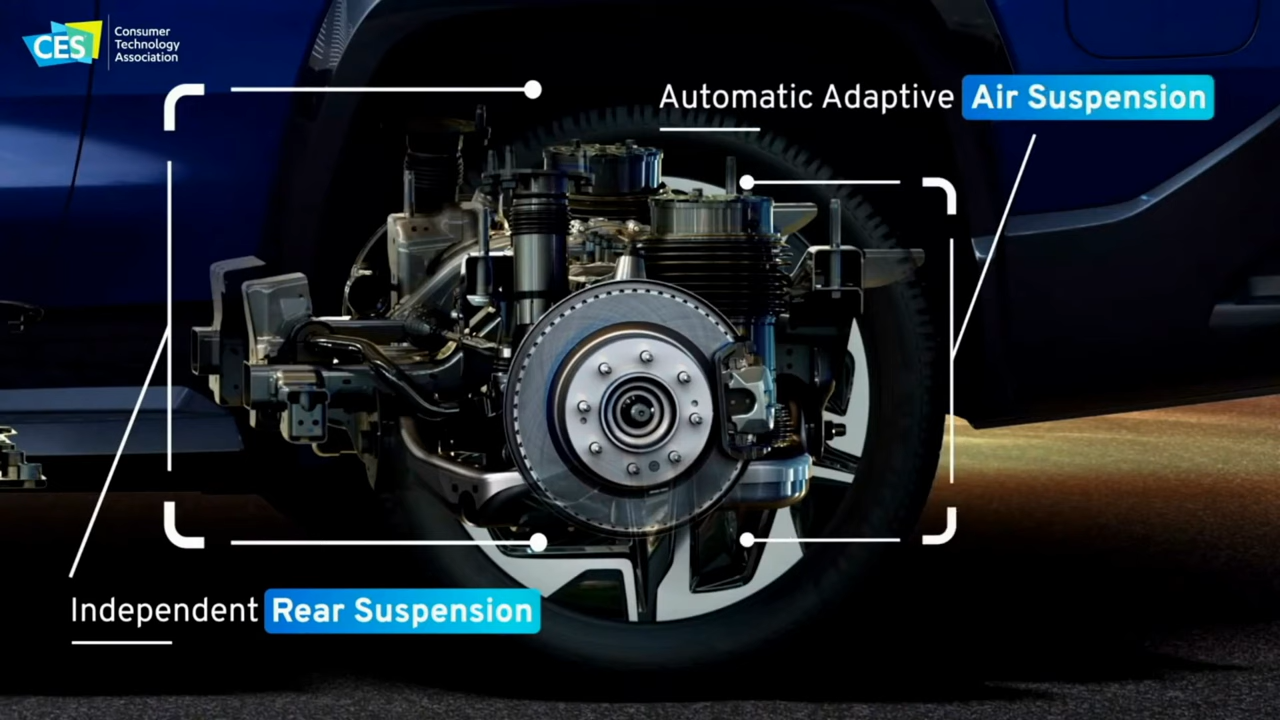 CES
Consumer
Technology
Association
Automatic Adaptive Air Suspension
Independent Rear Suspension